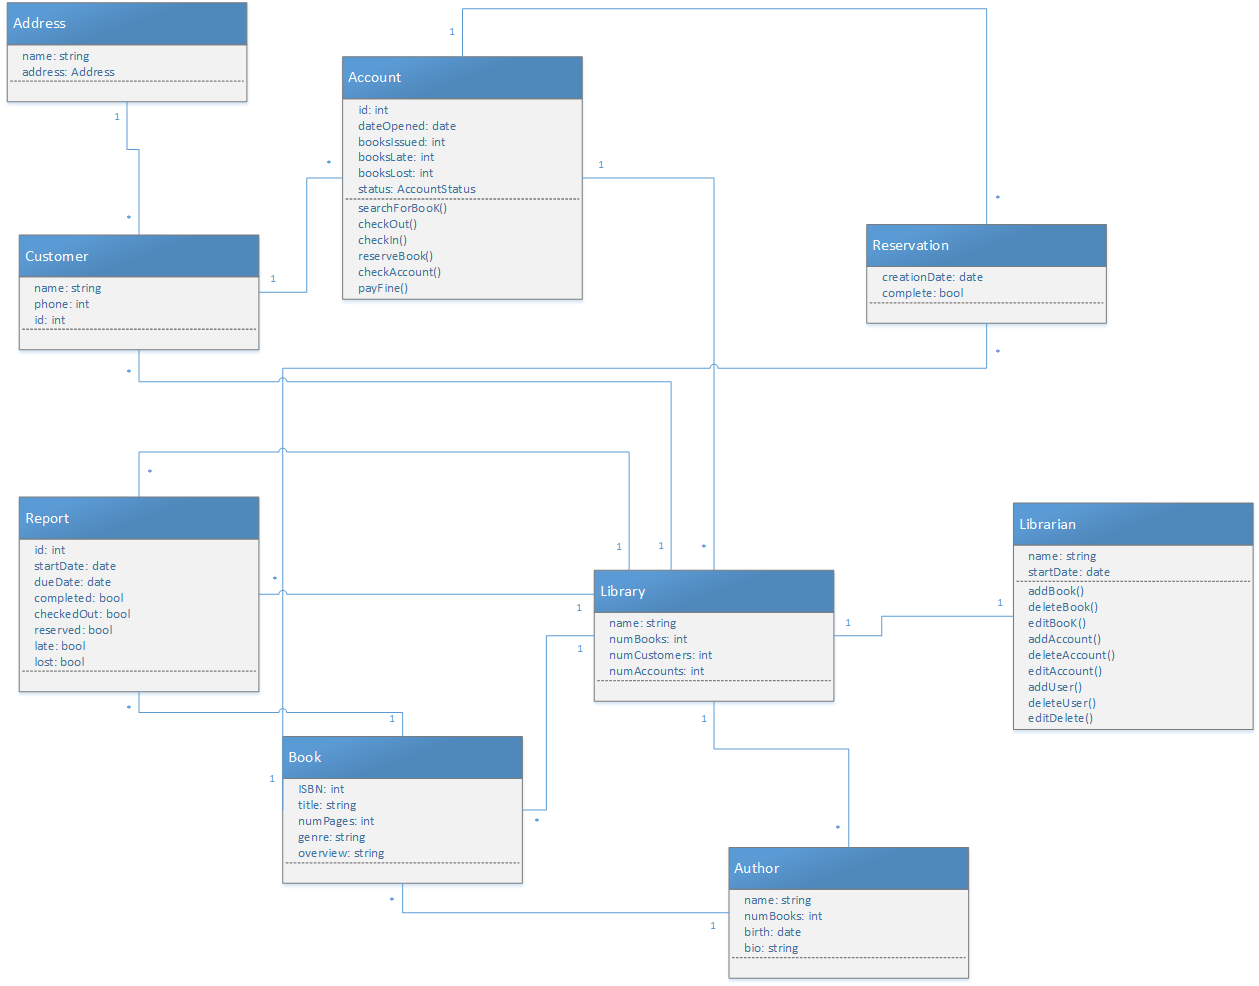 Address
name: string
address: Address
1
*
Account
id: int
dateOpened: date
booksIssued: int
booksLate: int
booksLost: int
status: AccountStatus
searchForBooK()
checkOut()
checkIn()
reserveBook()
checkAccount()
payFine()
1
*
1
*
Reservation
creationDate: date
complete: bool
*
Customer
name: string
phone: int
id: int
1
*
*
1
1
*
Report
id: int
startDate: date
dueDate: date
completed: bool
checkedOut: bool
reserved: bool
late: bool
lost: bool
*
*
Library
name: string
numBooks: int
numCustomers: int
numAccounts: int
1
1
1
1
Librarian
name: string
startDate: date
addBook()
deleteBook()
editBooK()
addAccount()
deleteAccount()
editAccount()
addUser()
deleteUser()
editDelete()
1
Book
ISBN: int
title: string
numPages: int
genre: string
overview: string
1
1
*
*
Author
name: string
numBooks: int
birth: date
bio: string
*
1